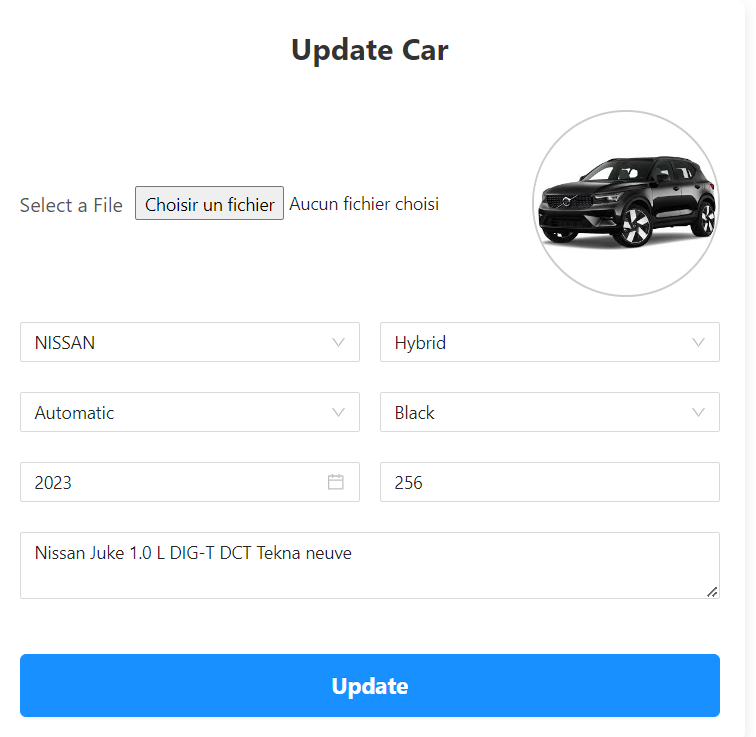 Update Car
Select a File Choisir un fichier Aucun fichier choisi
NISSAN Hybrid
Automatic Black
2023 256
Nissan Juke 1.0 L DIG-T DCT Tekna neuve
Update